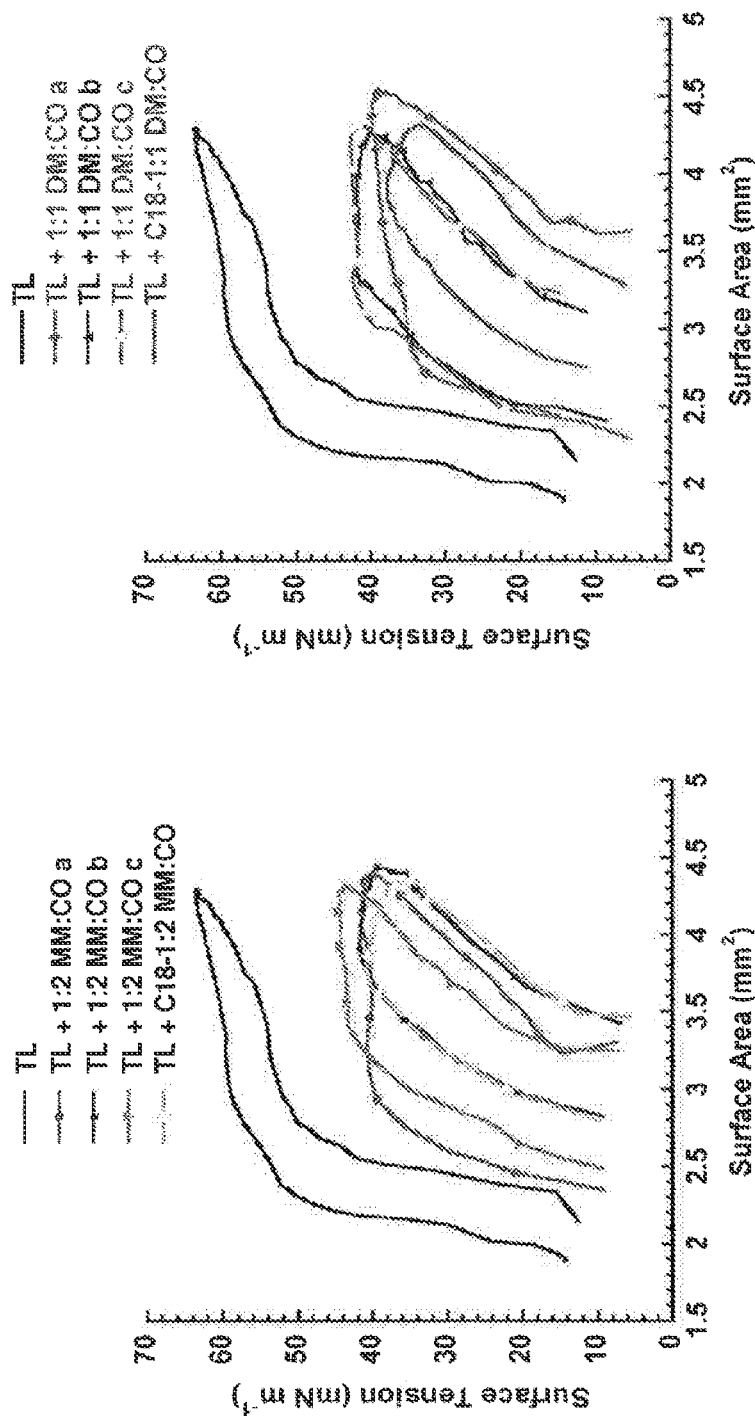 TL
TL + 1:2 MM:CO a
TL + 1:2 MM:CO b
TL + 1:2 MM:CO c
TL + C18-1:2 MM:CO
Surface Tension (mN m⁻¹)
70
60
50
40
30
20
10
0
1.5
2
2.5
3
3.5
4
4.5
5
Surface Area (mm²)
TL
TL + 1:1 DM:CO a
TL + 1:1 DM:CO b
TL + 1:1 DM:CO c
TL + C18-1:1 DM:CO
Surface Tension (mN m⁻¹)
70
60
50
40
30
20
10
0
1.5
2
2.5
3
3.5
4
4.5
5
Surface Area (mm²)